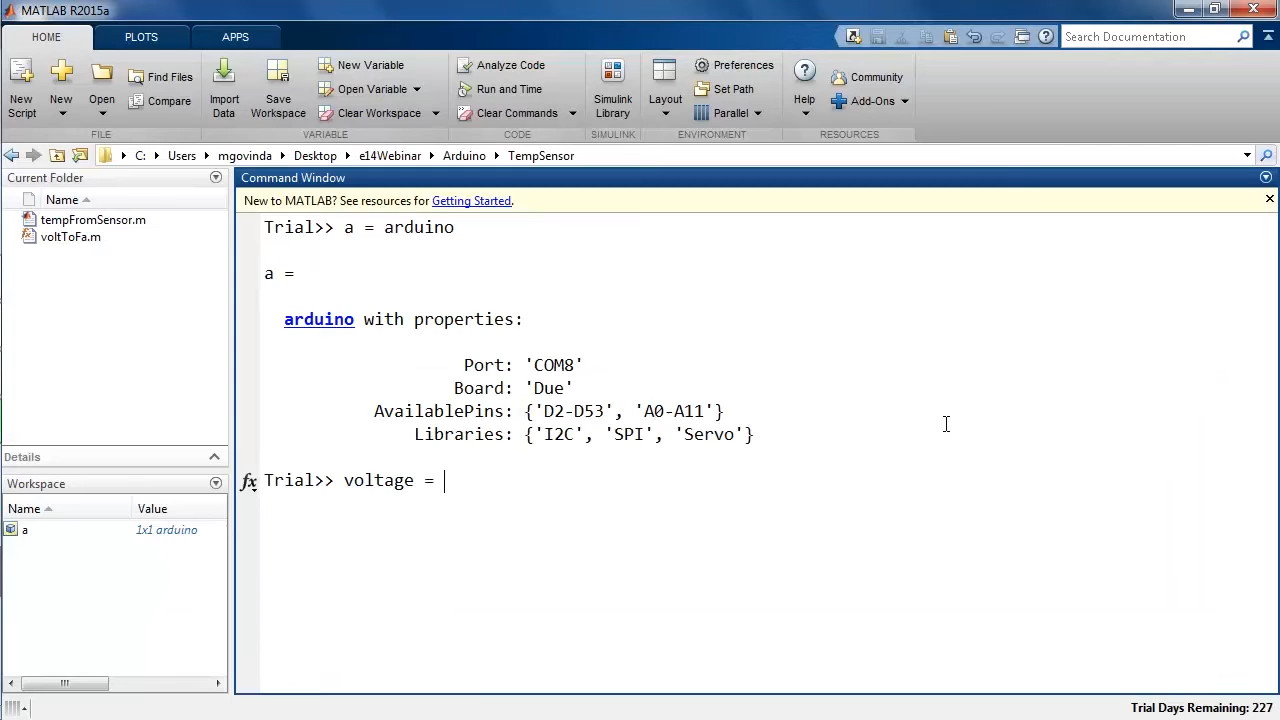 MATLAB R2015a
HOME PLOTS APPS
Search Documentation
New Script
New
Open
Find Files
Compare
FILE
Import Data
Save Workspace
New Variable
Open Variable
Clear Workspace
VARIABLE
Analyze Code
Run and Time
Clear Commands
CODE
Simulink Library
SIMULINK
Layout
Preferences
Set Path
Parallel
ENVIRONMENT
Help
Community
Add-Ons
RESOURCES
C: Users mgovinda Desktop e14Webinar Arduino TempSensor
Current Folder
Name
tempFromSensor.m
voltToFa.m
Details
Workspace
Name Value
a 1x1 arduino
Command Window
New to MATLAB? See resources for Getting Started.
Trial>> a = arduino
a =
arduino with properties:
Port: 'COM8'
Board: 'Due'
AvailablePins: {'D2-D53', 'A0-A11'}
Libraries: {'I2C', 'SPI', 'Servo'}
fx Trial>> voltage =
Trial Days Remaining: 227